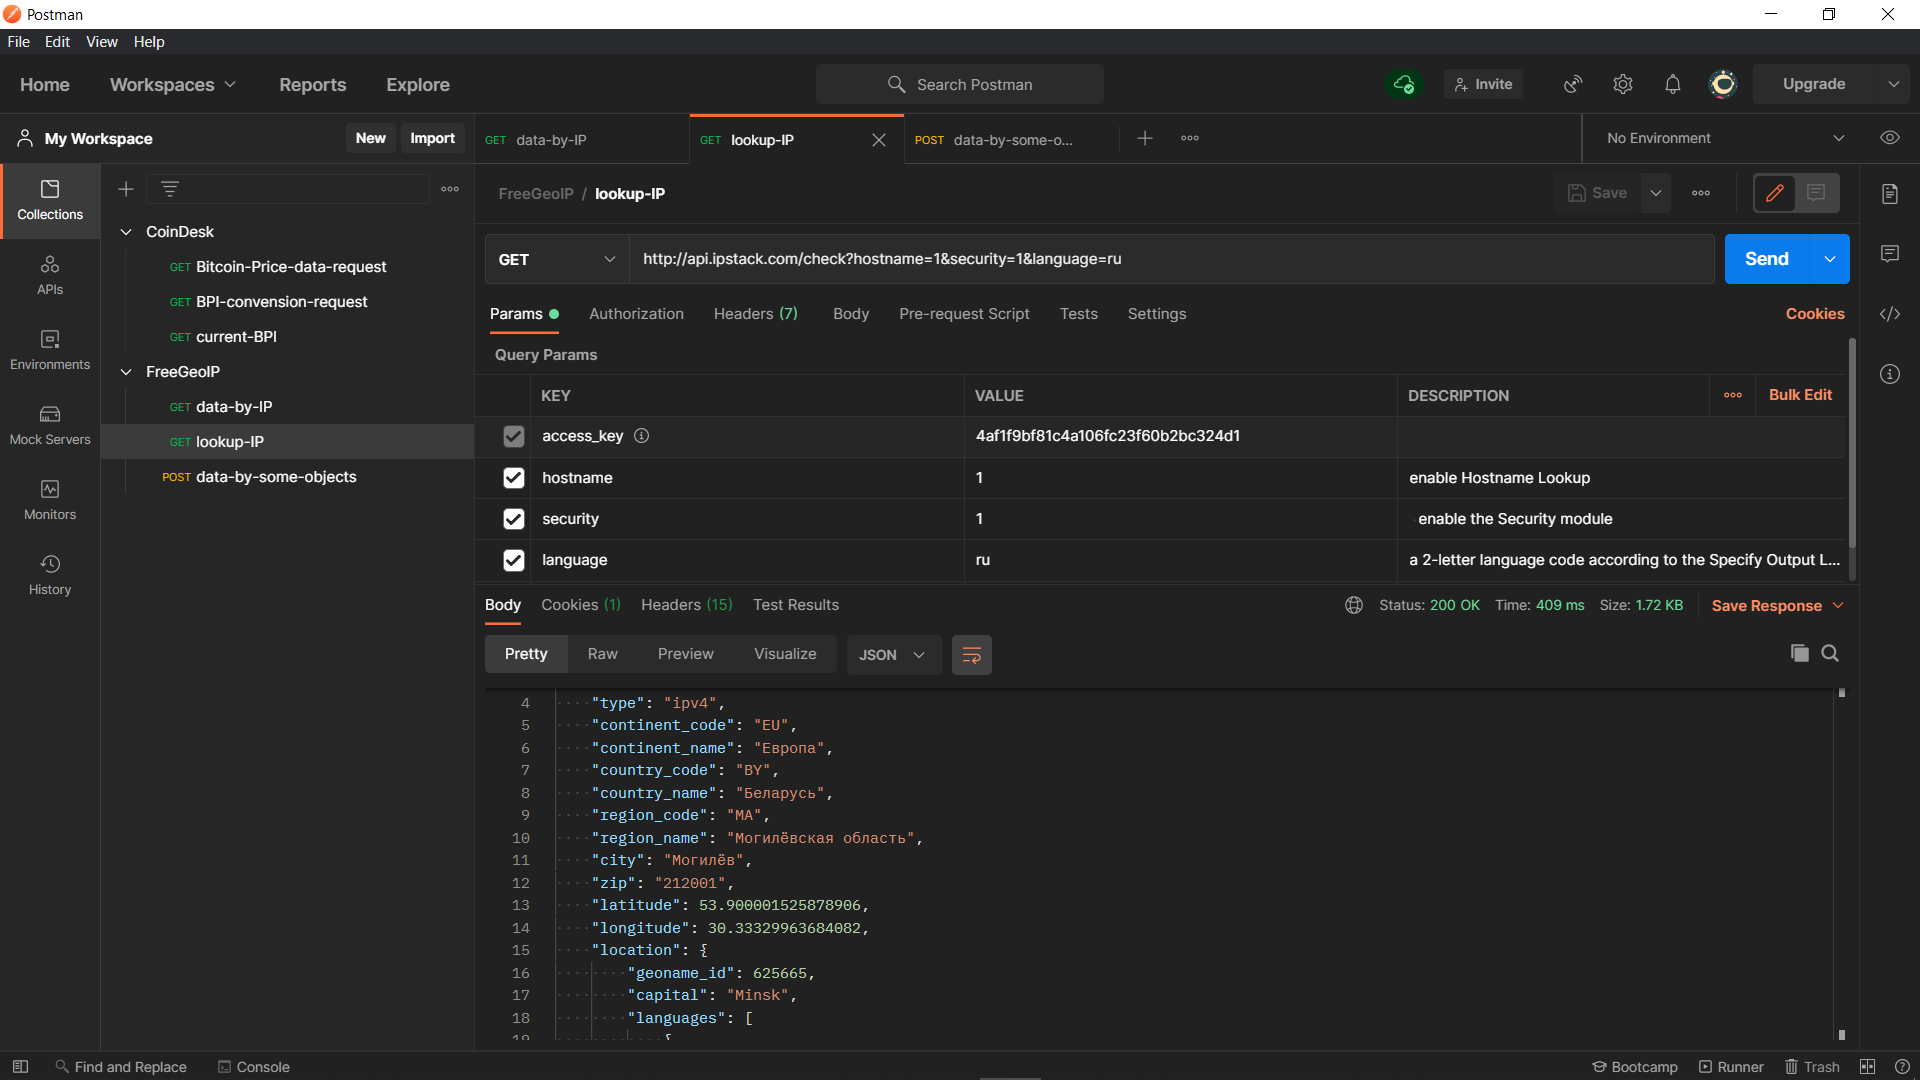 Postman
File Edit View Help
Home Workspaces Reports Explore Search Postman Invite Upgrade
My Workspace New Import GET data-by-IP GET lookup-IP POST data-by-some-o... No Environment
FreeGeoIP / lookup-IP Save
Collections
APIs
Environments
Mock Servers
Monitors
History
CoinDesk
GET Bitcoin-Price-data-request
GET BPI-convension-request
GET current-BPI
FreeGeoIP
GET data-by-IP
GET lookup-IP
POST data-by-some-objects
GET http://api.ipstack.com/check?hostname=1&security=1&language=ru Send
Params Authorization Headers (7) Body Pre-request Script Tests Settings Cookies
Query Params
KEY VALUE DESCRIPTION Bulk Edit
access_key 4af1f9bf81c4a106fc23f60b2bc324d1
hostname 1 enable Hostname Lookup
security 1 enable the Security module
language ru a 2-letter language code according to the Specify Output L...
Body Cookies (1) Headers (15) Test Results Status: 200 OK Time: 409 ms Size: 1.72 KB Save Response
Pretty Raw Preview Visualize JSON
4 "type": "ipv4",
5 "continent_code": "EU",
6 "continent_name": "Европа",
7 "country_code": "BY",
8 "country_name": "Беларусь",
9 "region_code": "MA",
10 "region_name": "Могилёвская область",
11 "city": "Могилёв",
12 "zip": "212001",
13 "latitude": 53.900001525878906,
14 "longitude": 30.33329963684082,
15 "location": {
16 "geoname_id": 625665,
17 "capital": "Minsk",
18 "languages": [
19 {
Find and Replace Console Bootcamp Runner Trash